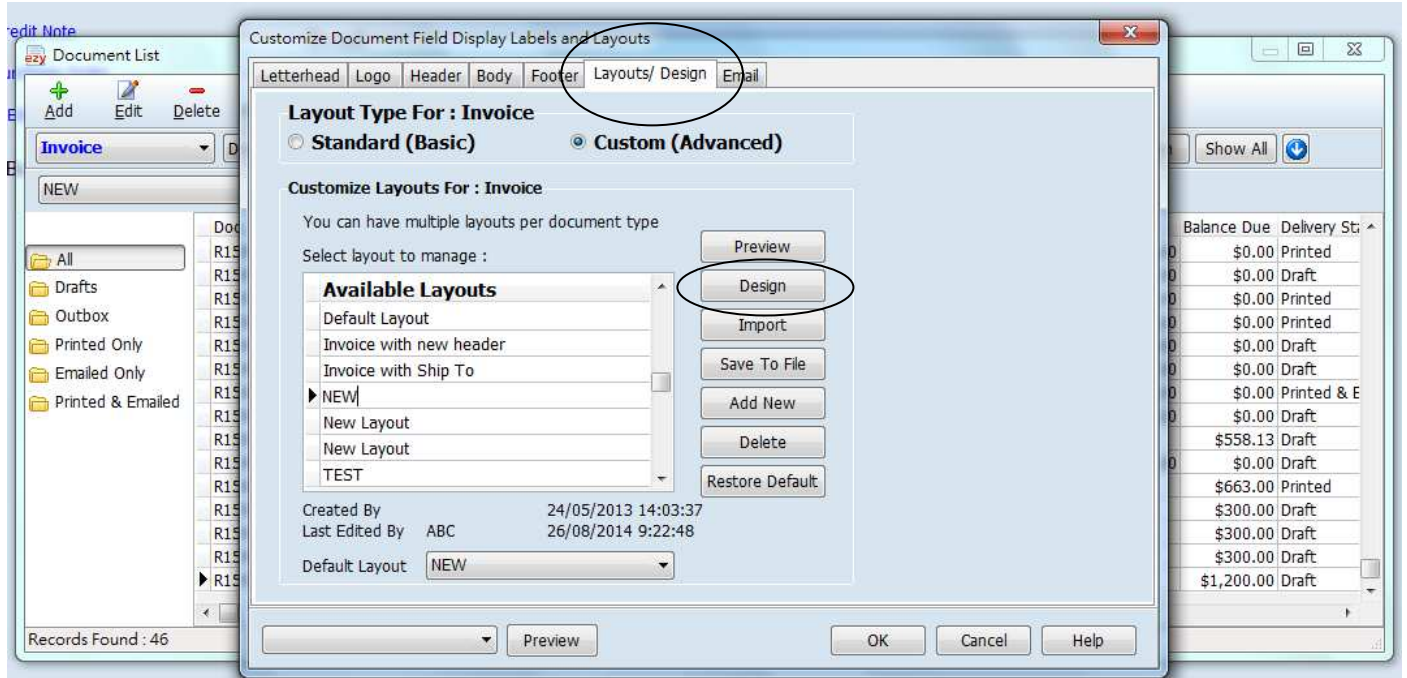 edit Note
Document List
Add Edit Delete
Invoice
NEW
All
Drafts
Outbox
Printed Only
Emailed Only
Printed & Emailed
Records Found : 46
Customize Document Field Display Labels and Layouts
Letterhead Logo Header Body Footer Layouts/ Design Email
Layout Type For : Invoice
Standard (Basic) Custom (Advanced)
Customize Layouts For : Invoice
You can have multiple layouts per document type
Select layout to manage :
Available Layouts
Default Layout
Invoice with new header
Invoice with Ship To
NEW
New Layout
New Layout
TEST
Preview
Design
Import
Save To File
Add New
Delete
Restore Default
Created By 24/05/2013 14:03:37
Last Edited By ABC 26/08/2014 9:22:48
Default Layout NEW
Preview OK Cancel Help
Show All
Balance Due Delivery Sta
$0.00 Printed
$0.00 Draft
$0.00 Printed
$0.00 Printed
$0.00 Draft
$0.00 Draft
$0.00 Printed & E
$0.00 Draft
$558.13 Draft
$0.00 Draft
$663.00 Printed
$300.00 Draft
$300.00 Draft
$300.00 Draft
$1,200.00 Draft